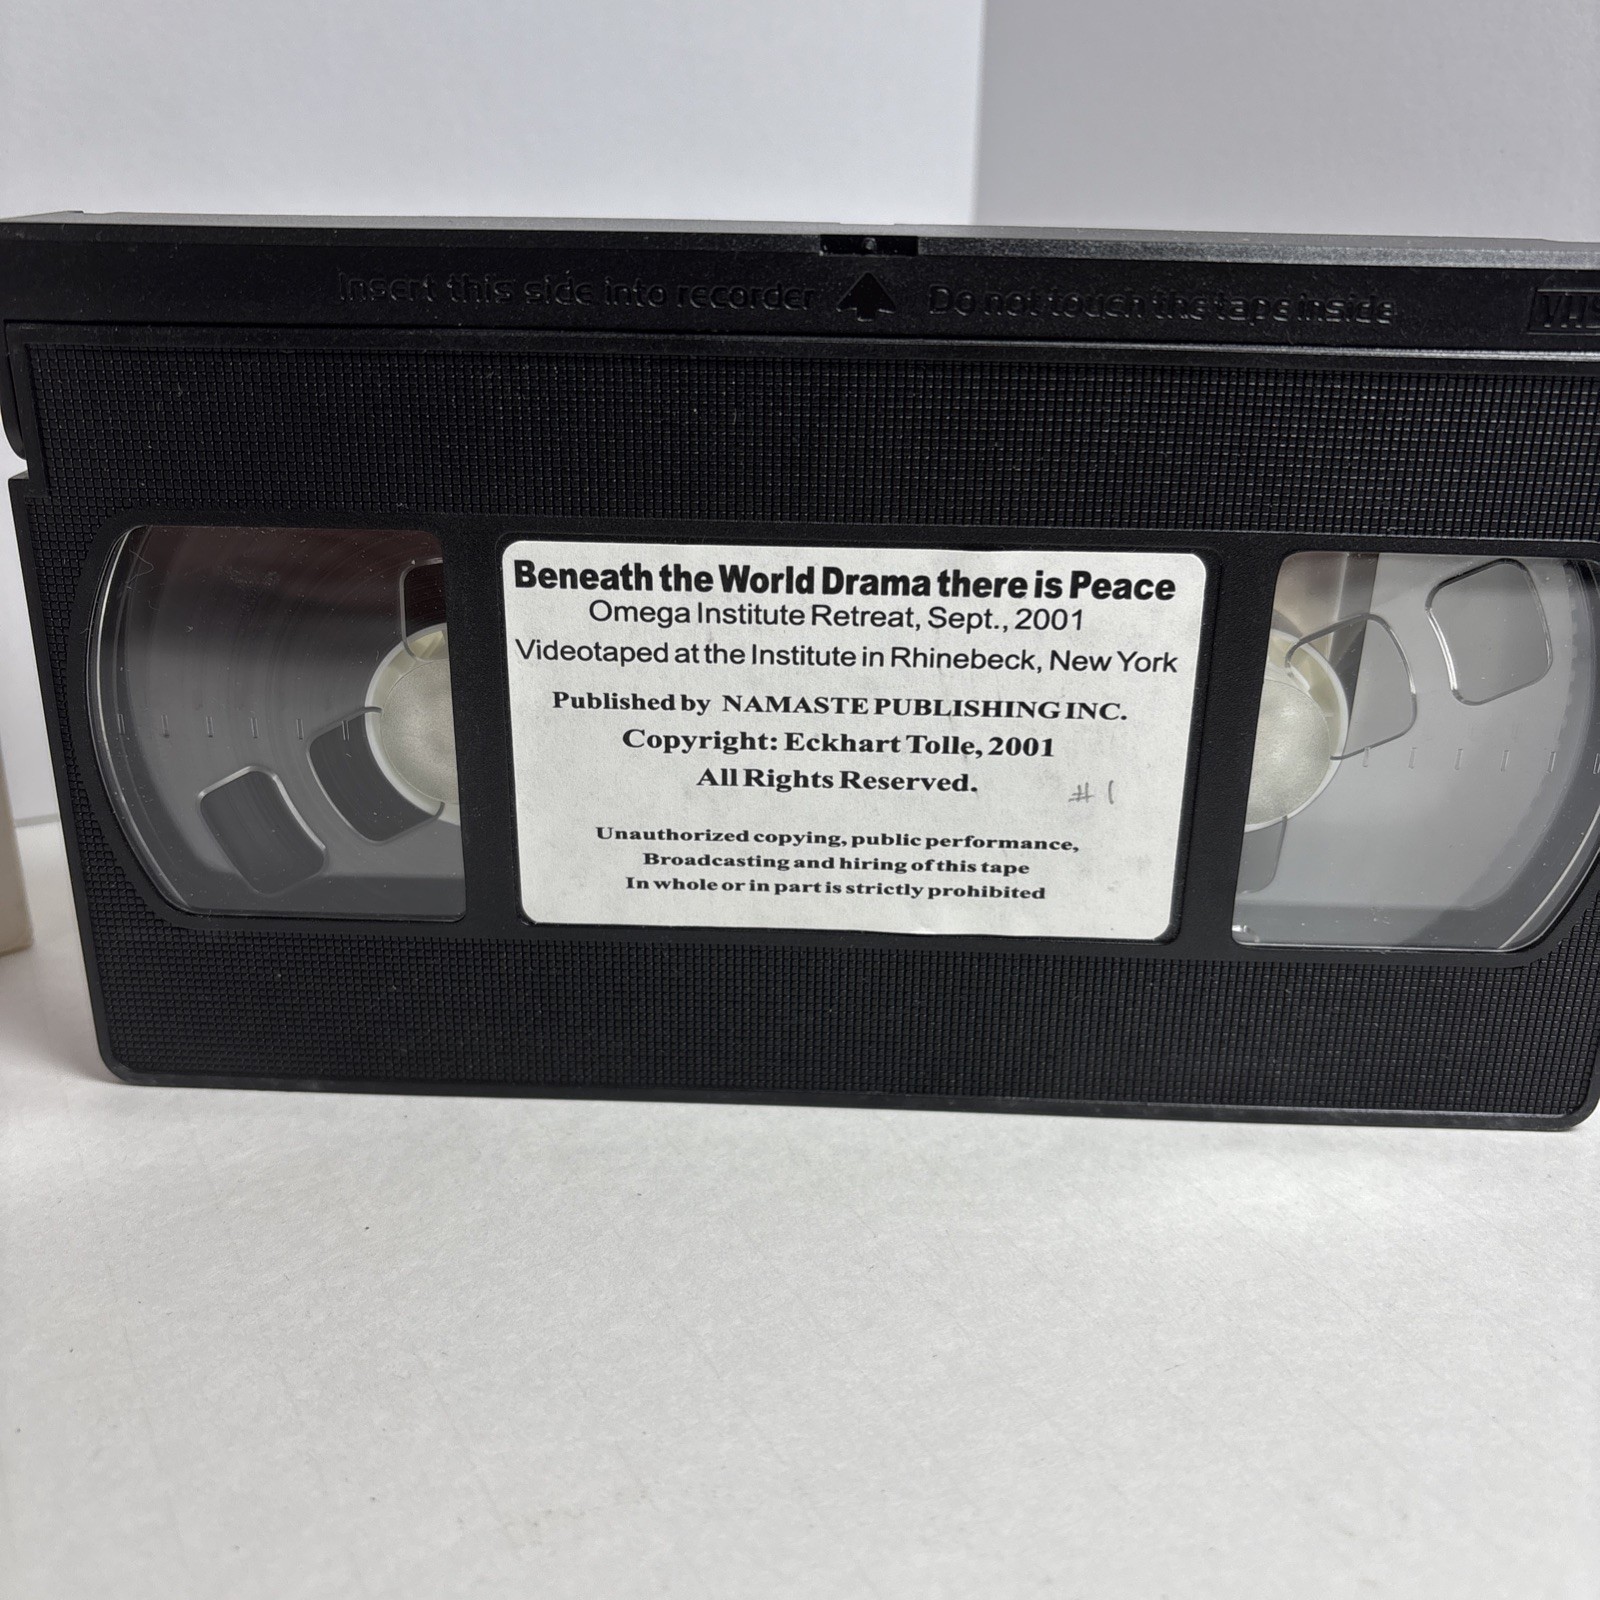 Insert this side into recorder Do not touch the tape inside VHS
Beneath the World Drama there is Peace
Omega Institute Retreat, Sept., 2001
Videotaped at the Institute in Rhinebeck, New York
Published by NAMASTE PUBLISHING INC.
Copyright: Eckhart Tolle, 2001
All Rights Reserved.
# 1
Unauthorized copying, public performance,
Broadcasting and hiring of this tape
In whole or in part is strictly prohibited